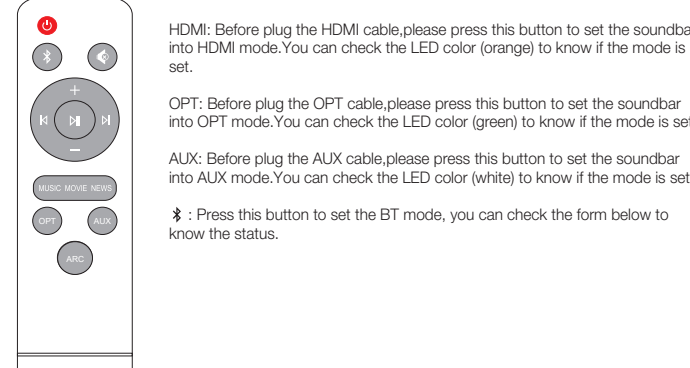 HDMI: Before plug the HDMI cable,please press this button to set the soundba
into HDMI mode.You can check the LED color (orange) to know if the mode is
set.
OPT: Before plug the OPT cable,please press this button to set the soundbar
into OPT mode.You can check the LED color (green) to know if the mode is set
AUX: Before plug the AUX cable,please press this button to set the soundbar
into AUX mode.You can check the LED color (white) to know if the mode is set
: Press this button to set the BT mode, you can check the form below to
know the status.
MUSIC MOVIE NEWS
OPT AUX
ARC